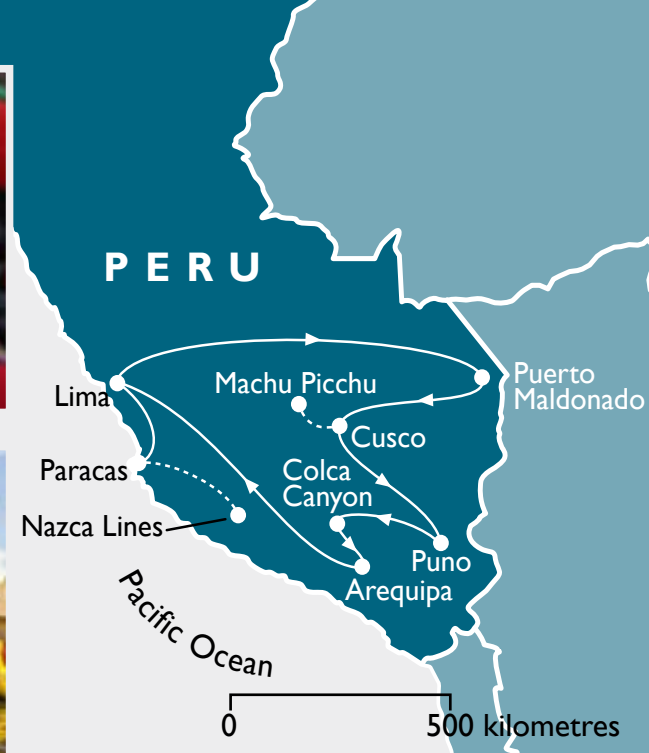 PERU
Lima
Machu Picchu
Puerto
Maldonado
Cusco
Paracas
Colca
Canyon
Nazca Lines
Puno
Arequipa
Pacific Ocean
0 500 kilometres